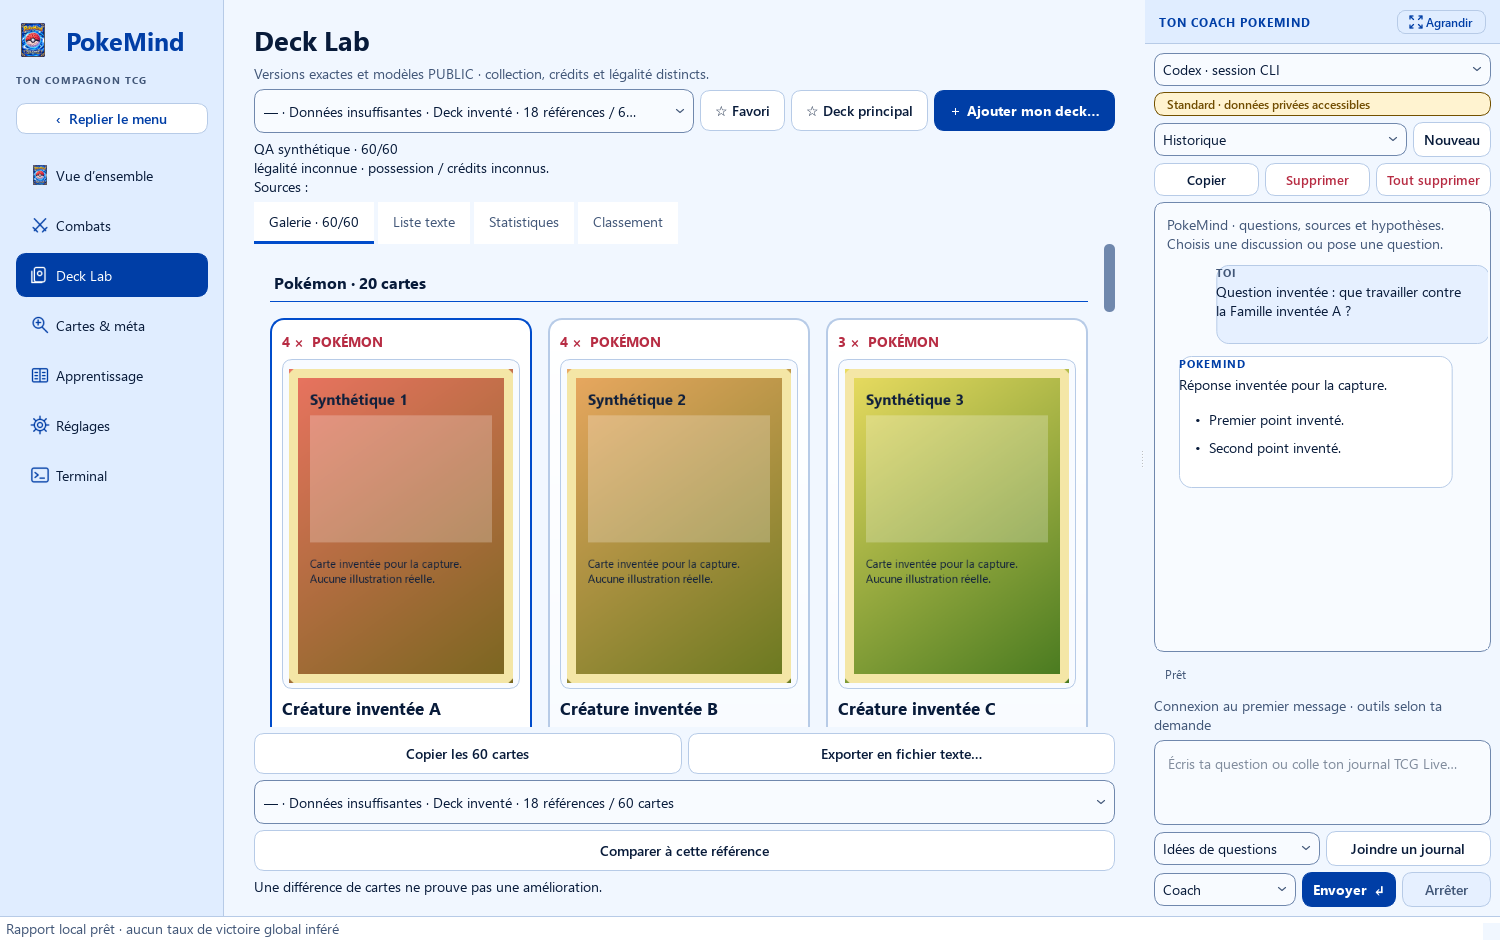 PokeMind
TON COMPAGNON TCG
‹ Replier le menu
Vue d'ensemble
Combats
Deck Lab
Cartes & méta
Apprentissage
Réglages
Terminal
Deck Lab
Versions exactes et modèles PUBLIC · collection, crédits et légalité distincts.
— · Données insuffisantes · Deck inventé · 18 références / 6...
☆ Favori
☆ Deck principal
+ Ajouter mon deck...
QA synthétique · 60/60
légalité inconnue · possession / crédits inconnus.
Sources :
Galerie · 60/60
Liste texte
Statistiques
Classement
Pokémon · 20 cartes
4 × POKÉMON
Synthétique 1
Carte inventée pour la capture.
Aucune illustration réelle.
Créature inventée A
4 × POKÉMON
Synthétique 2
Carte inventée pour la capture.
Aucune illustration réelle.
Créature inventée B
3 × POKÉMON
Synthétique 3
Carte inventée pour la capture.
Aucune illustration réelle.
Créature inventée C
Copier les 60 cartes
Exporter en fichier texte...
— · Données insuffisantes · Deck inventé · 18 références / 60 cartes
Comparer à cette référence
Une différence de cartes ne prouve pas une amélioration.
TON COACH POKEMIND
Agrandir
Codex · session CLI
Standard · données privées accessibles
Historique
Nouveau
Copier
Supprimer
Tout supprimer
PokeMind · questions, sources et hypothèses.
Choisis une discussion ou pose une question.
TOI
Question inventée : que travailler contre
la Famille inventée A ?
POKEMIND
Réponse inventée pour la capture.
• Premier point inventé.
• Second point inventé.
Prêt
Connexion au premier message · outils selon ta
demande
Écris ta question ou colle ton journal TCG Live...
Idées de questions
Joindre un journal
Coach
Envoyer ↲
Arrêter
Rapport local prêt · aucun taux de victoire global inféré